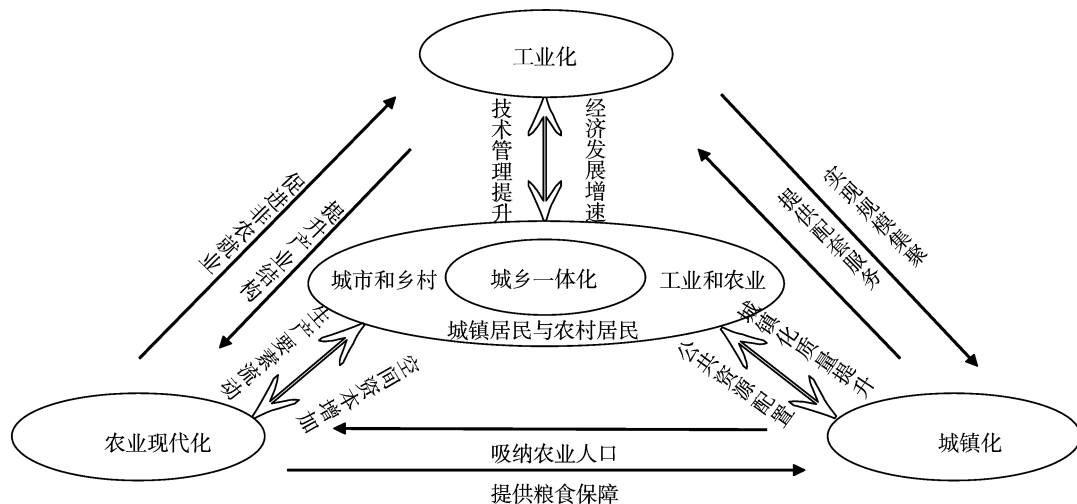 工业化
技术管理提升
经济发展增速
促进非农就业
提升产业结构
提供配套服务
实现规模集聚
城市和乡村
城乡一体化
工业和农业
城镇居民与农村居民
生产要素流动
空间资本增加
公共资源配置
城镇化质量提升
农业现代化
城镇化
吸纳农业人口
提供粮食保障